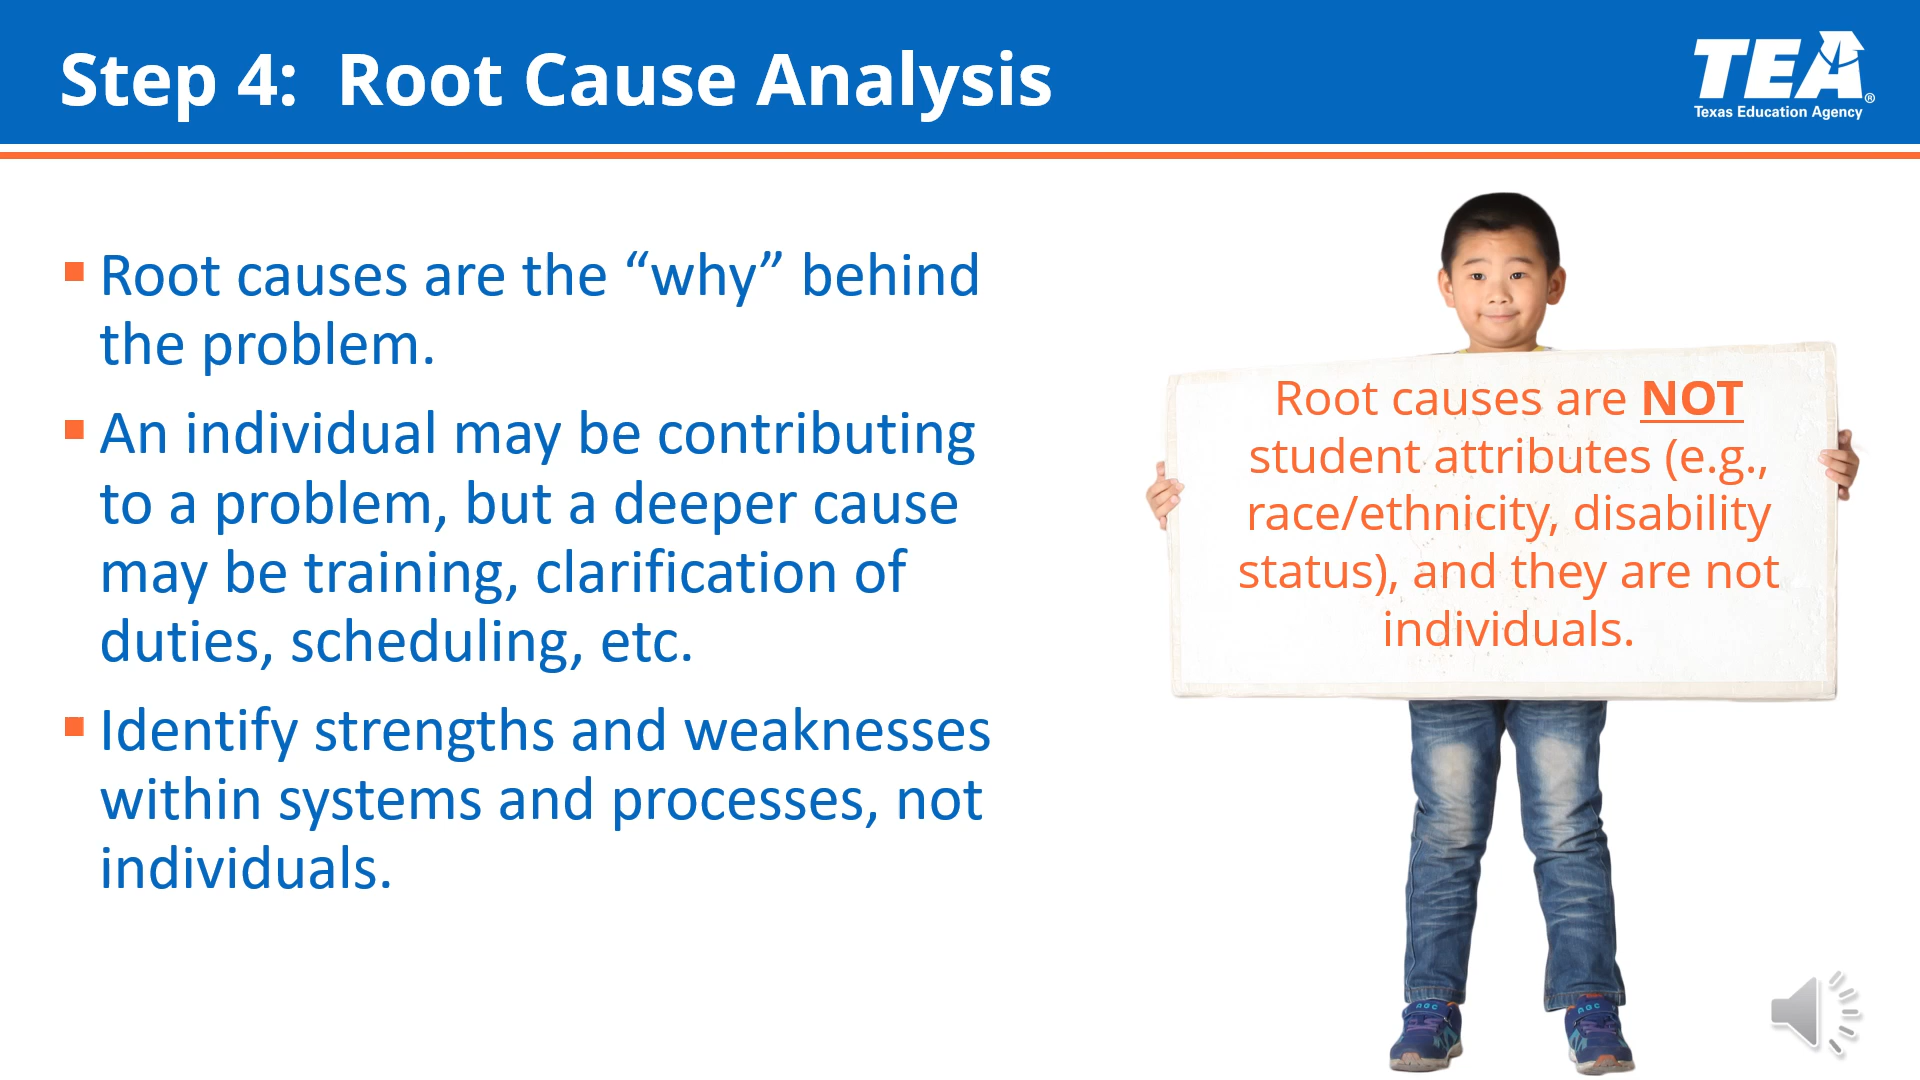 Step 4:  Root Cause Analysis
TEA®
Texas Education Agency
Root causes are the “why” behind
the problem.
An individual may be contributing
to a problem, but a deeper cause
may be training, clarification of
duties, scheduling, etc.
Identify strengths and weaknesses
within systems and processes, not
individuals.
Root causes are NOT
student attributes (e.g.,
race/ethnicity, disability
status), and they are not
individuals.
ABC
ABC